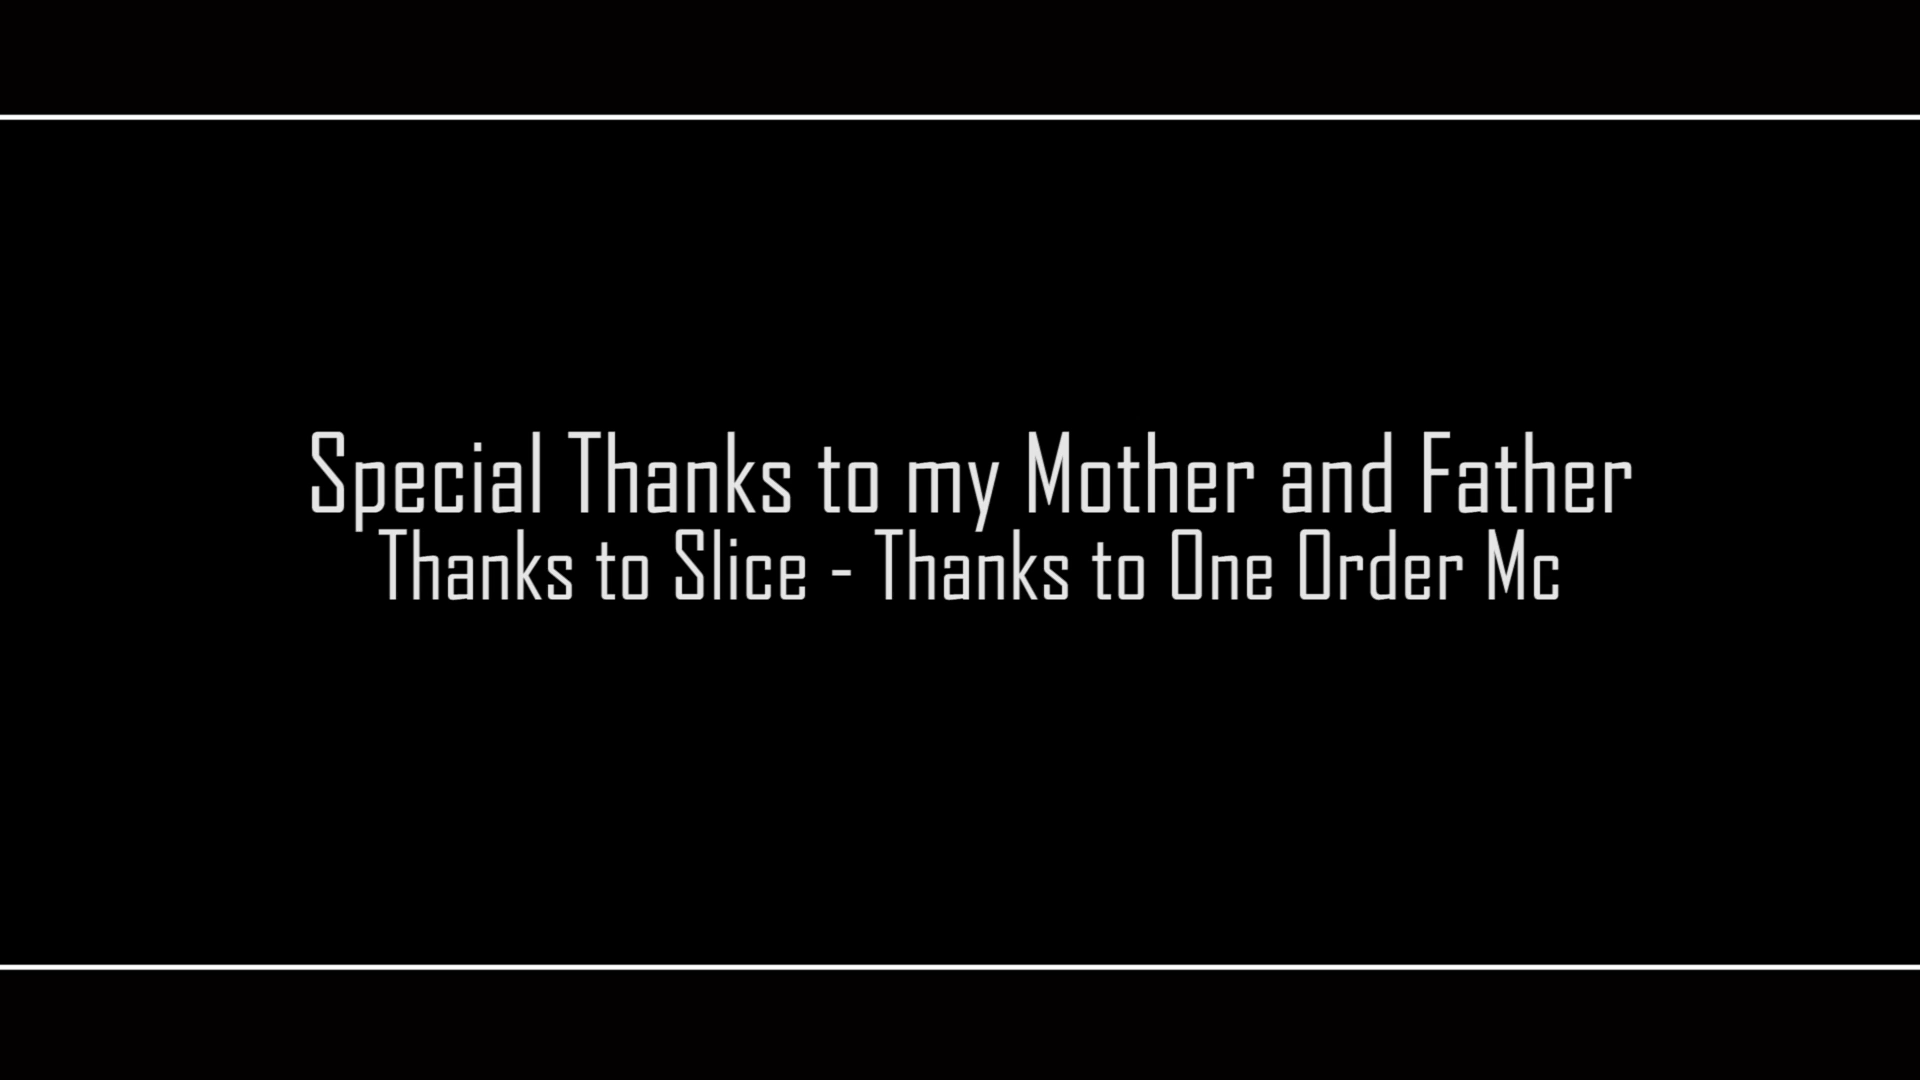 Special Thanks to my Mother and Father
Thanks to Slice - Thanks to One Order Mc